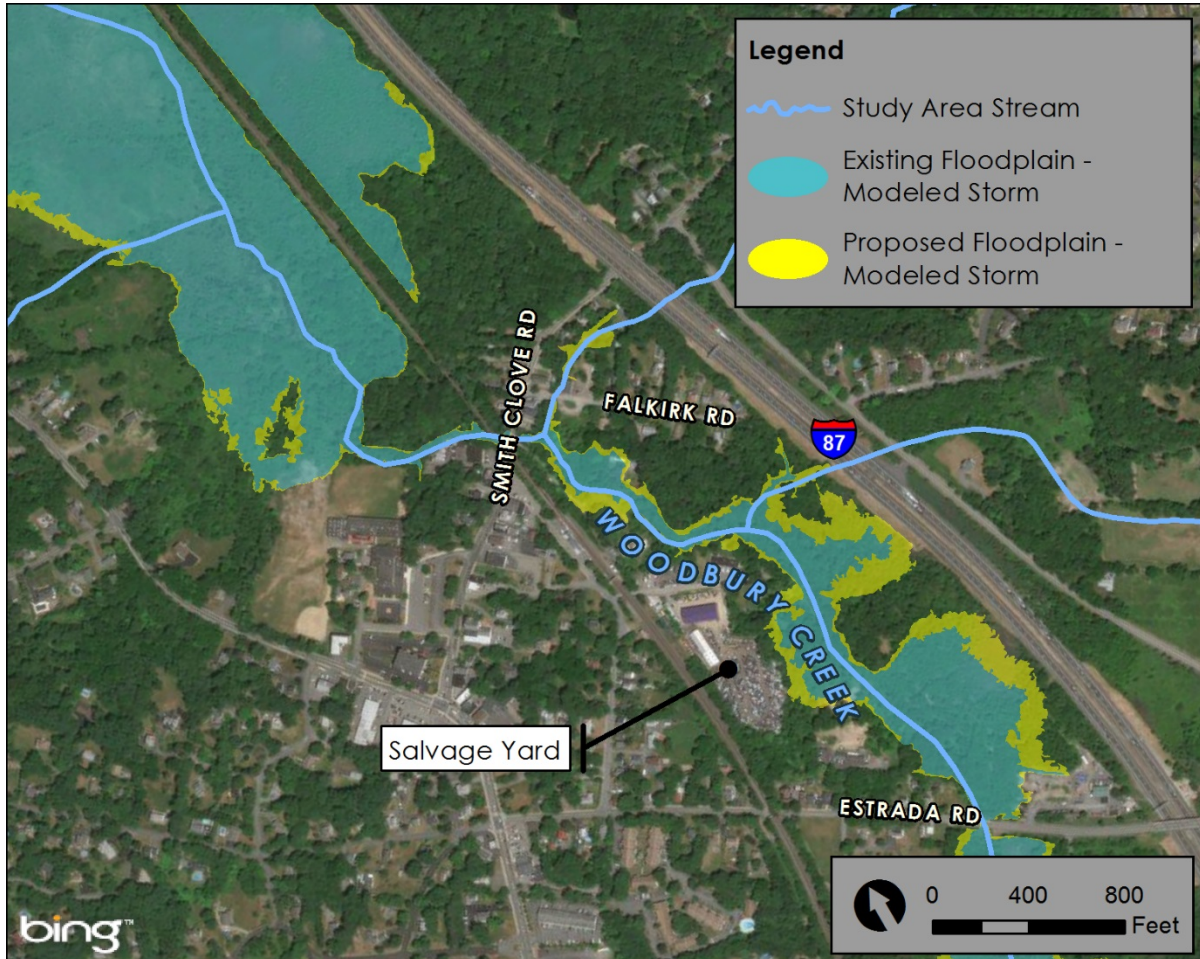 Legend
Study Area Stream
Existing Floodplain -
Modeled Storm
Proposed Floodplain -
Modeled Storm
SMITH CLOVE RD
FALKIRK RD
87
WOODBURY CREEK
Salvage Yard
ESTRADA RD
0 400 800
Feet
bing™